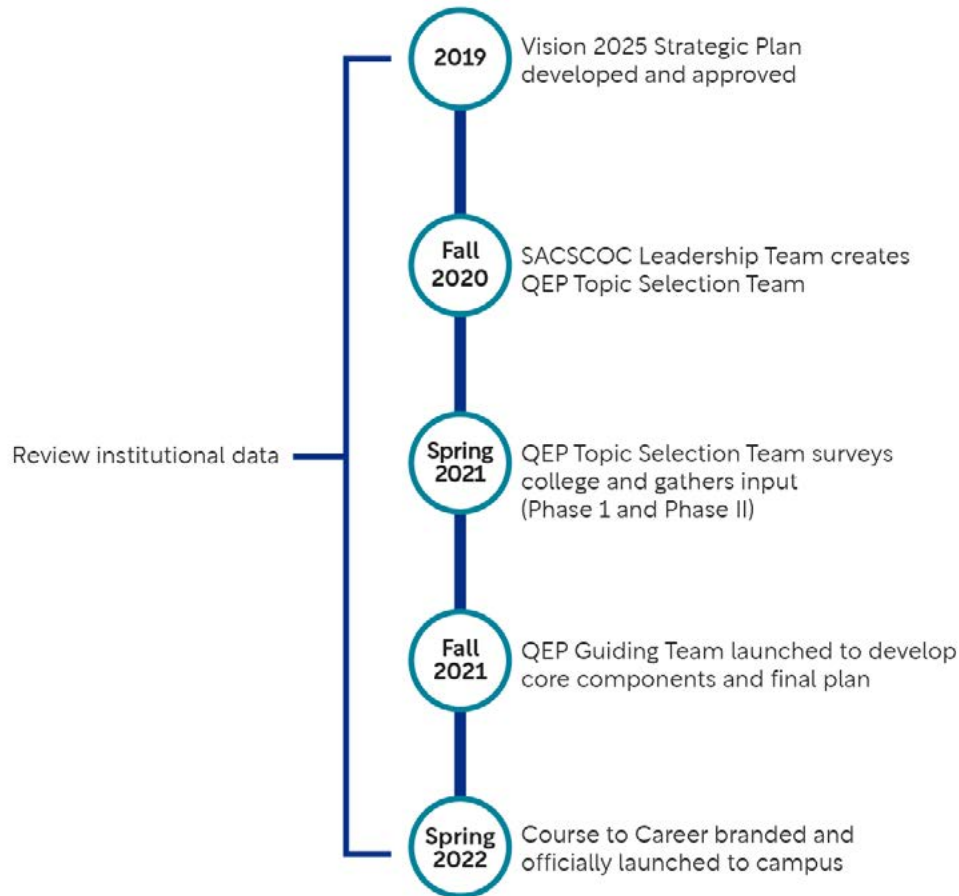 2019
Vision 2025 Strategic Plan
developed and approved
Fall
2020
SACSCOC Leadership Team creates
QEP Topic Selection Team
Review institutional data
Spring
2021
QEP Topic Selection Team surveys
college and gathers input
(Phase 1 and Phase II)
Fall
2021
QEP Guiding Team launched to develop
core components and final plan
Spring
2022
Course to Career branded and
officially launched to campus